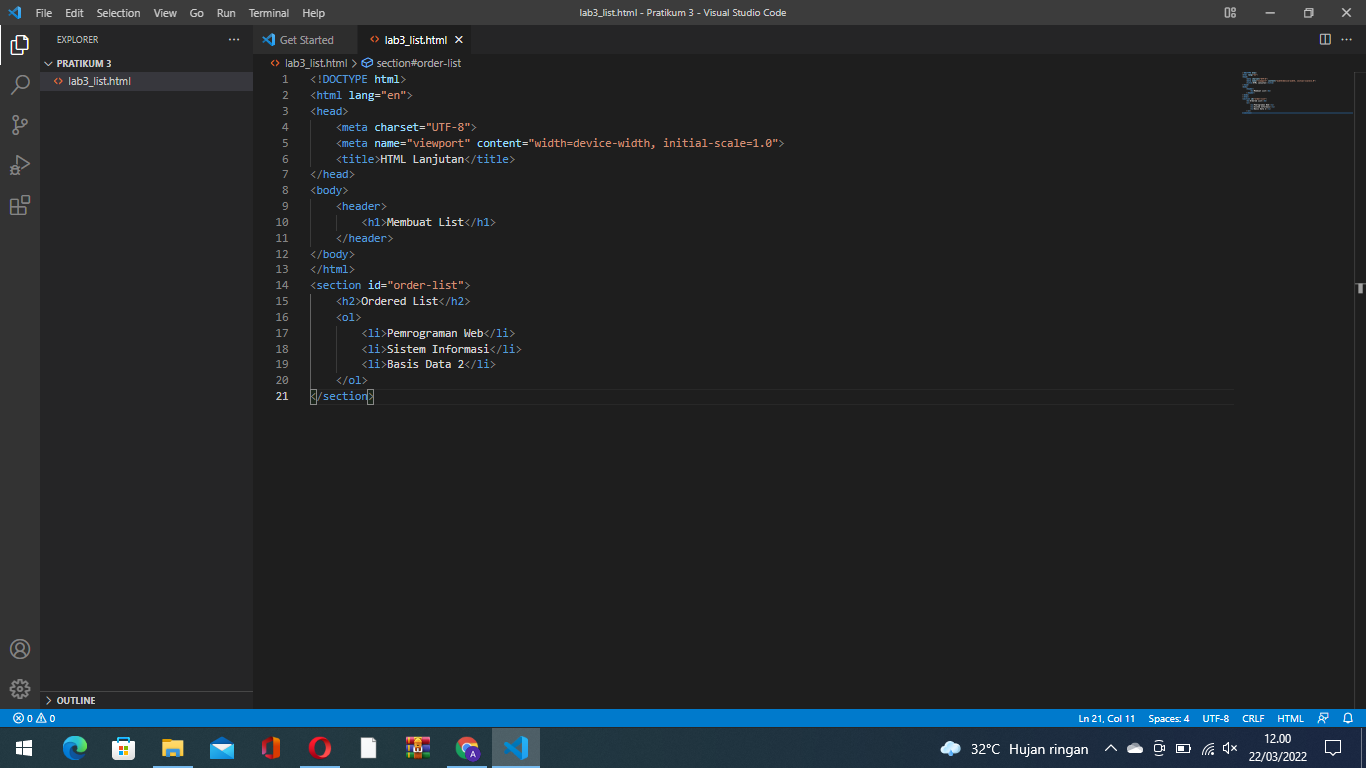 File Edit Selection View Go Run Terminal Help
lab3_list.html - Pratikum 3 - Visual Studio Code
EXPLORER
Get Started
lab3_list.html
PRATIKUM 3
lab3_list.html
lab3_list.html > section#order-list
1 <!DOCTYPE html>
2 <html lang="en">
3 <head>
4 <meta charset="UTF-8">
5 <meta name="viewport" content="width=device-width, initial-scale=1.0">
6 <title>HTML Lanjutan</title>
7 </head>
8 <body>
9 <header>
10 <h1>Membuat List</h1>
11 </header>
12 </body>
13 </html>
14 <section id="order-list">
15 <h2>Ordered List</h2>
16 <ol>
17 <li>Pemrograman Web</li>
18 <li>Sistem Informasi</li>
19 <li>Basis Data 2</li>
20 </ol>
21 </section>
OUTLINE
0 0
Ln 21, Col 11 Spaces: 4 UTF-8 CRLF HTML
A
32°C Hujan ringan
12.00
22/03/2022